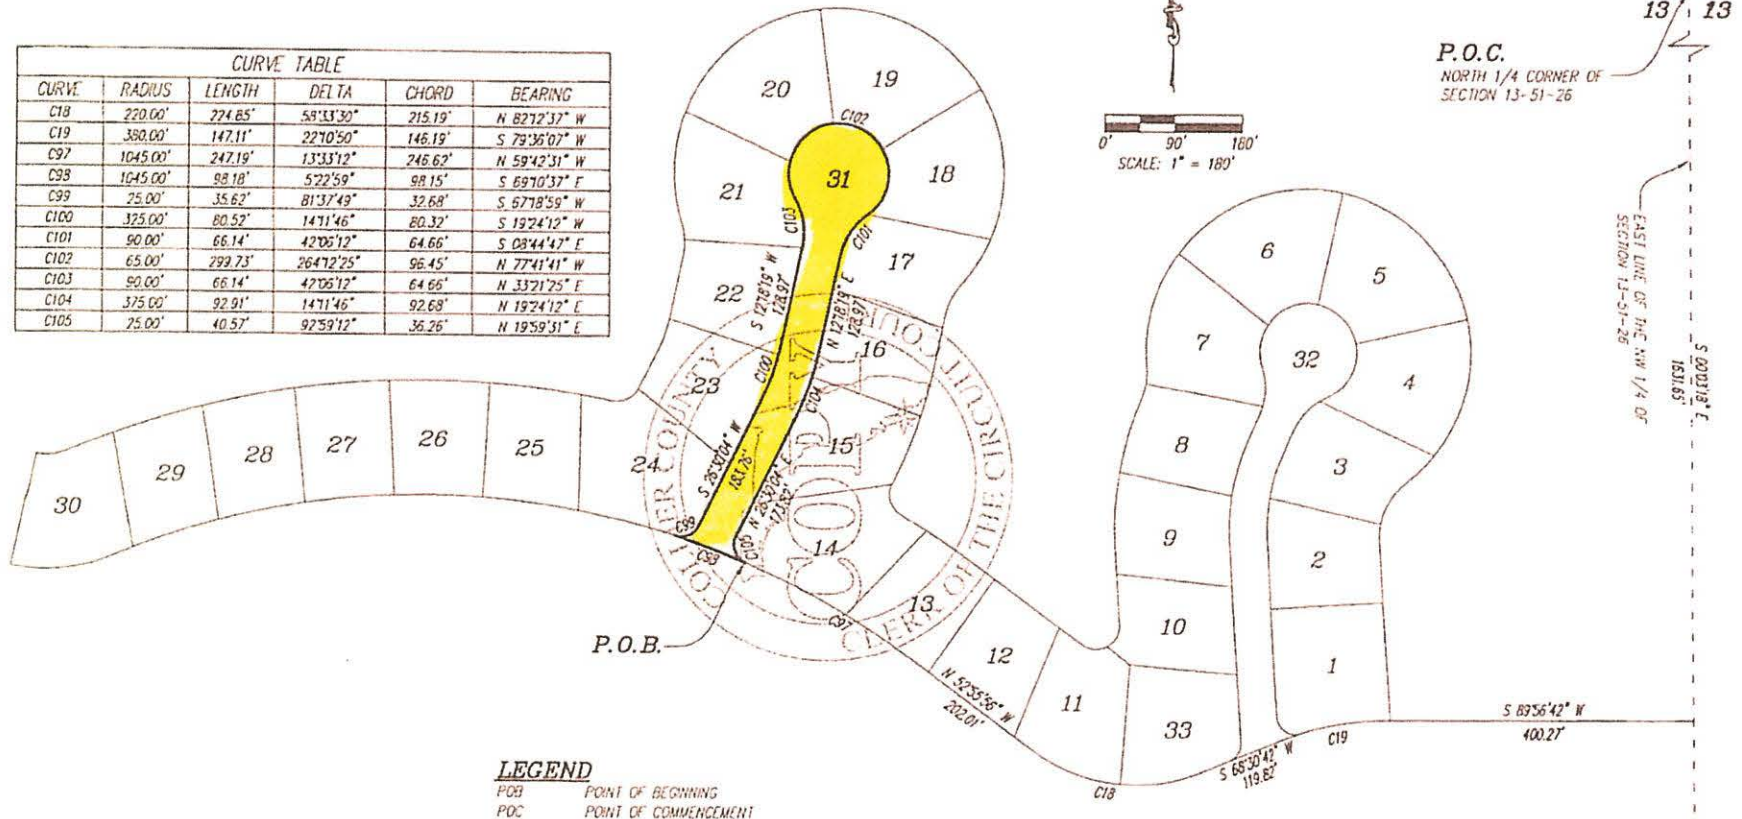 CURVE TABLE
CURVE RADIUS LENGTH DELTA CHORD BEARING
C18 220.00' 224.85' 58°33'30" 215.19' N 82°12'37" W
C19 380.00' 147.11' 22°10'50" 146.19' S 79°36'07" W
C97 1045.00' 247.19' 13°33'12" 246.62' N 59°42'31" W
C98 1045.00' 98.18' 5°22'59" 98.15' S 69°10'37" E
C99 25.00' 35.62' 81°37'49" 32.68' S 67°18'59" W
C100 325.00' 80.52' 14°11'46" 80.32' S 19°24'12" W
C101 90.00' 66.14' 42°06'12" 64.66' S 08°44'47" E
C102 65.00' 299.73' 264°12'25" 96.45' N 77°41'41" W
C103 90.00' 66.14' 42°06'12" 64.66' N 33°21'25" E
C104 375.00' 92.91' 14°11'46" 92.68' N 19°24'12" E
C105 25.00' 40.57' 92°59'12" 36.26' N 19°59'31" E
13 13
P.O.C.
NORTH 1/4 CORNER OF
SECTION 13-51-26
0' 90' 180'
SCALE: 1" = 180'
EAST LINE OF THE NW 1/4 OF
SECTION 13-51-26
S 00°03'18" E
1631.65'
20
19
C102
21
31
18
C103
C101
17
22
S 12°18'19" W
128.97'
N 12°18'19" E
128.97'
16
23
C100
C104
15
24
S 26°30'04" W
183.76'
N 26°30'04" E
173.82'
C99
C98
C105
14
13
C97
30
29
28
27
26
25
P.O.B.
12
11
N 52°55'56" W
202.01'
33
C18
S 68°30'42" W
119.82'
C19
S 89°56'42" W
400.27'
6
5
7
32
4
8
3
9
2
10
1
COLLIER COUNTY
CLERK OF THE CIRCUIT COURT
COPY
LEGEND
POB POINT OF BEGINNING
POC POINT OF COMMENCEMENT